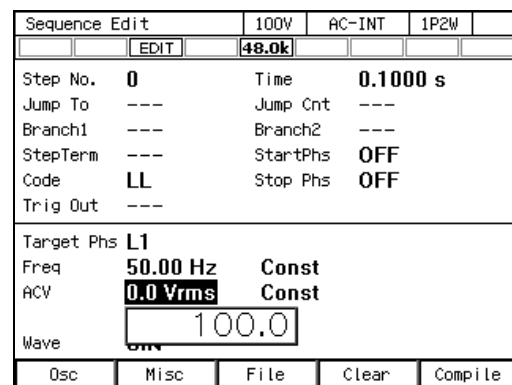 Sequence Edit 100V AC-INT 1P2W
EDIT 48.0k
Step No. 0 Time 0.1000 s
Jump To --- Jump Cnt ---
Branch1 --- Branch2 ---
StepTerm --- StartPhs OFF
Code LL Stop Phs OFF
Trig Out ---
Target Phs L1
Freq 50.00 Hz Const
ACV 0.0 Vrms Const
100.0
Wave
Osc Misc File Clear Compile